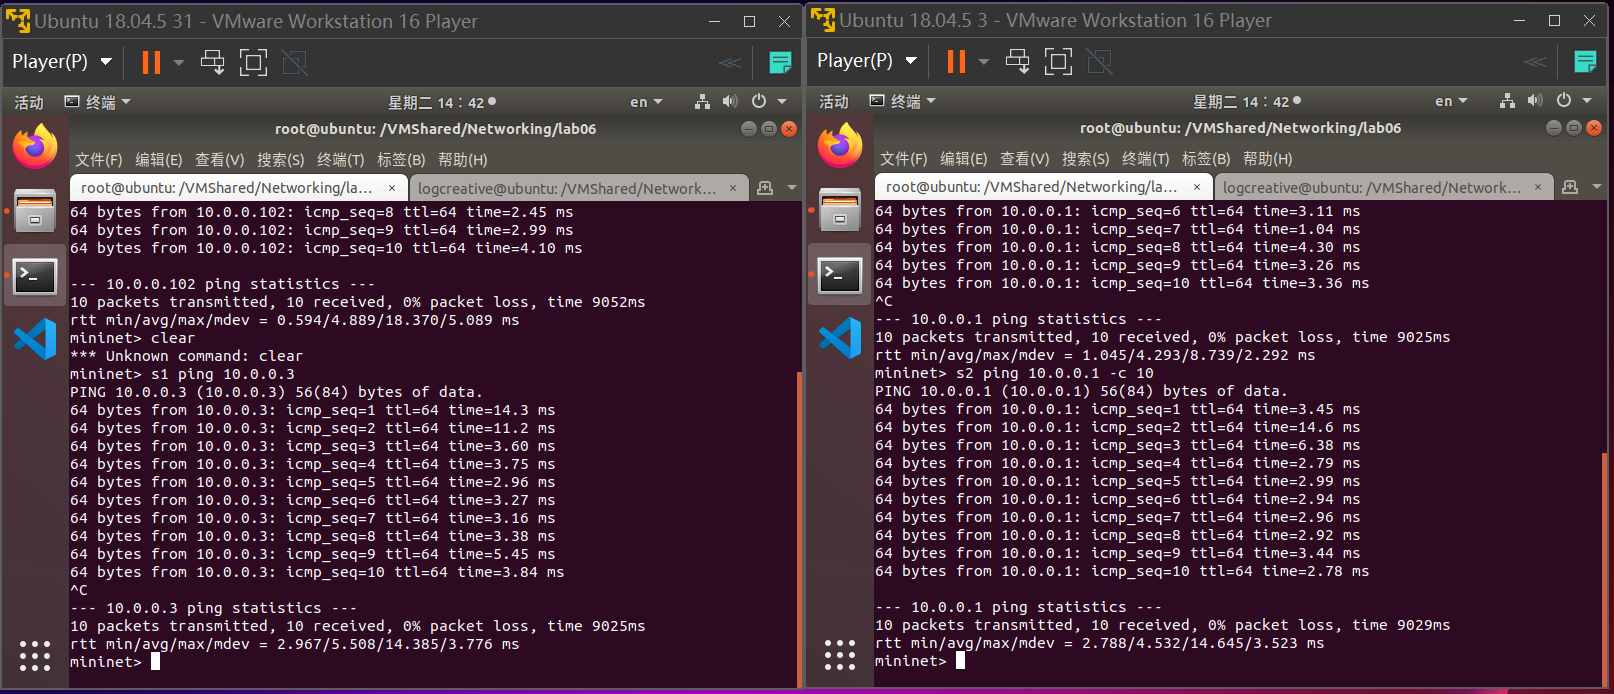 Ubuntu 18.04.5 31 - VMware Workstation 16 Player
Player(P)
活动 终端 星期二 14：42 en
root@ubuntu: /VMShared/Networking/lab06
文件(F) 编辑(E) 查看(V) 搜索(S) 终端(T) 标签(B) 帮助(H)
root@ubuntu: /VMShared/Networking/la... × logcreative@ubuntu: /VMShared/Network... ×
64 bytes from 10.0.0.102: icmp_seq=8 ttl=64 time=2.45 ms
64 bytes from 10.0.0.102: icmp_seq=9 ttl=64 time=2.99 ms
64 bytes from 10.0.0.102: icmp_seq=10 ttl=64 time=4.10 ms
--- 10.0.0.102 ping statistics ---
10 packets transmitted, 10 received, 0% packet loss, time 9052ms
rtt min/avg/max/mdev = 0.594/4.889/18.370/5.089 ms
mininet> clear
*** Unknown command: clear
mininet> s1 ping 10.0.0.3
PING 10.0.0.3 (10.0.0.3) 56(84) bytes of data.
64 bytes from 10.0.0.3: icmp_seq=1 ttl=64 time=14.3 ms
64 bytes from 10.0.0.3: icmp_seq=2 ttl=64 time=11.2 ms
64 bytes from 10.0.0.3: icmp_seq=3 ttl=64 time=3.60 ms
64 bytes from 10.0.0.3: icmp_seq=4 ttl=64 time=3.75 ms
64 bytes from 10.0.0.3: icmp_seq=5 ttl=64 time=2.96 ms
64 bytes from 10.0.0.3: icmp_seq=6 ttl=64 time=3.27 ms
64 bytes from 10.0.0.3: icmp_seq=7 ttl=64 time=3.16 ms
64 bytes from 10.0.0.3: icmp_seq=8 ttl=64 time=3.38 ms
64 bytes from 10.0.0.3: icmp_seq=9 ttl=64 time=5.45 ms
64 bytes from 10.0.0.3: icmp_seq=10 ttl=64 time=3.84 ms
^C
--- 10.0.0.3 ping statistics ---
10 packets transmitted, 10 received, 0% packet loss, time 9025ms
rtt min/avg/max/mdev = 2.967/5.508/14.385/3.776 ms
mininet>
Ubuntu 18.04.5 3 - VMware Workstation 16 Player
Player(P)
活动 终端 星期二 14：42 en
root@ubuntu: /VMShared/Networking/lab06
文件(F) 编辑(E) 查看(V) 搜索(S) 终端(T) 标签(B) 帮助(H)
root@ubuntu: /VMShared/Networking/la... × logcreative@ubuntu: /VMShared/Network... ×
64 bytes from 10.0.0.1: icmp_seq=6 ttl=64 time=3.11 ms
64 bytes from 10.0.0.1: icmp_seq=7 ttl=64 time=1.04 ms
64 bytes from 10.0.0.1: icmp_seq=8 ttl=64 time=4.30 ms
64 bytes from 10.0.0.1: icmp_seq=9 ttl=64 time=3.26 ms
64 bytes from 10.0.0.1: icmp_seq=10 ttl=64 time=3.36 ms
^C
--- 10.0.0.1 ping statistics ---
10 packets transmitted, 10 received, 0% packet loss, time 9025ms
rtt min/avg/max/mdev = 1.045/4.293/8.739/2.292 ms
mininet> s2 ping 10.0.0.1 -c 10
PING 10.0.0.1 (10.0.0.1) 56(84) bytes of data.
64 bytes from 10.0.0.1: icmp_seq=1 ttl=64 time=3.45 ms
64 bytes from 10.0.0.1: icmp_seq=2 ttl=64 time=14.6 ms
64 bytes from 10.0.0.1: icmp_seq=3 ttl=64 time=6.38 ms
64 bytes from 10.0.0.1: icmp_seq=4 ttl=64 time=2.79 ms
64 bytes from 10.0.0.1: icmp_seq=5 ttl=64 time=2.99 ms
64 bytes from 10.0.0.1: icmp_seq=6 ttl=64 time=2.94 ms
64 bytes from 10.0.0.1: icmp_seq=7 ttl=64 time=2.96 ms
64 bytes from 10.0.0.1: icmp_seq=8 ttl=64 time=2.92 ms
64 bytes from 10.0.0.1: icmp_seq=9 ttl=64 time=3.44 ms
64 bytes from 10.0.0.1: icmp_seq=10 ttl=64 time=2.78 ms
--- 10.0.0.1 ping statistics ---
10 packets transmitted, 10 received, 0% packet loss, time 9029ms
rtt min/avg/max/mdev = 2.788/4.532/14.645/3.523 ms
mininet>